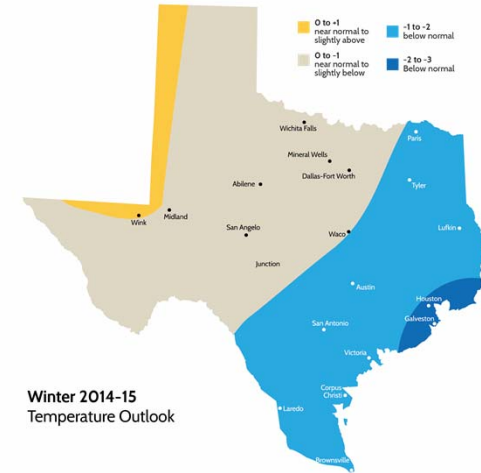 0 to +1
near normal to
slightly above
-1 to -2
below normal
0 to -1
near normal to
slightly below
-2 to -3
Below normal
Wichita Falls
Paris
Mineral Wells
Dallas-Fort Worth
Abilene
Tyler
Wink
Midland
San Angelo
Waco
Lufkin
Junction
Austin
Houston
Galveston
San Antonio
Victoria
Corpus
Christi
Laredo
Brownsville
Winter 2014-15
Temperature Outlook